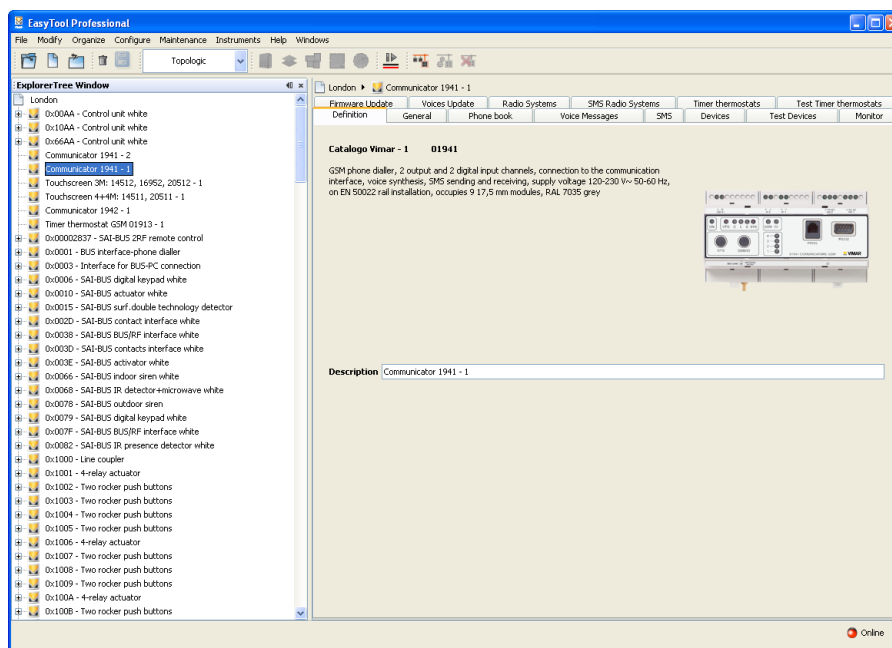 EasyTool Professional
File Modify Organize Configure Maintenance Instruments Help Windows
Topologic
ExplorerTree Window
London
0x00AA - Control unit white
0x10AA - Control unit white
0x66AA - Control unit white
Communicator 1941 - 2
Communicator 1941 - 1
Touchscreen 3M: 14512, 16952, 20512 - 1
Touchscreen 4+4M: 14511, 20511 - 1
Communicator 1942 - 1
Timer thermostat GSM 01913 - 1
0x00002837 - SAI-BUS 2RF remote control
0x0001 - BUS interface-phone dialler
0x0003 - Interface for BUS-PC connection
0x0006 - SAI-BUS digital keypad white
0x0010 - SAI-BUS actuator white
0x0015 - SAI-BUS surf.double technology detector
0x002D - SAI-BUS contact interface white
0x0038 - SAI-BUS BUS/RF interface white
0x003D - SAI-BUS contacts interface white
0x003E - SAI-BUS activator white
0x0066 - SAI-BUS indoor siren white
0x0068 - SAI-BUS IR detector+microwave white
0x0078 - SAI-BUS outdoor siren
0x0079 - SAI-BUS digital keypad white
0x007F - SAI-BUS BUS/RF interface white
0x0082 - SAI-BUS IR presence detector white
0x1000 - Line coupler
0x1001 - 4-relay actuator
0x1002 - Two rocker push buttons
0x1003 - Two rocker push buttons
0x1004 - Two rocker push buttons
0x1005 - Two rocker push buttons
0x1006 - 4-relay actuator
0x1007 - Two rocker push buttons
0x1008 - Two rocker push buttons
0x1009 - Two rocker push buttons
0x100A - 4-relay actuator
0x100B - Two rocker push buttons
London Communicator 1941 - 1
Firmware Update Voices Update Radio Systems SMS Radio Systems Timer thermostats Test Timer thermostats
Definition General Phone book Voice Messages SMS Devices Test Devices Monitor
Catalogo Vimar - 1 01941
GSM phone dialler, 2 output and 2 digital input channels, connection to the communication
interface, voice synthesis, SMS sending and receiving, supply voltage 120-230 V~ 50-60 Hz,
on EN 50022 rail installation, occupies 9 17,5 mm modules, RAL 7035 grey
VIMAR
Description Communicator 1941 - 1
Online